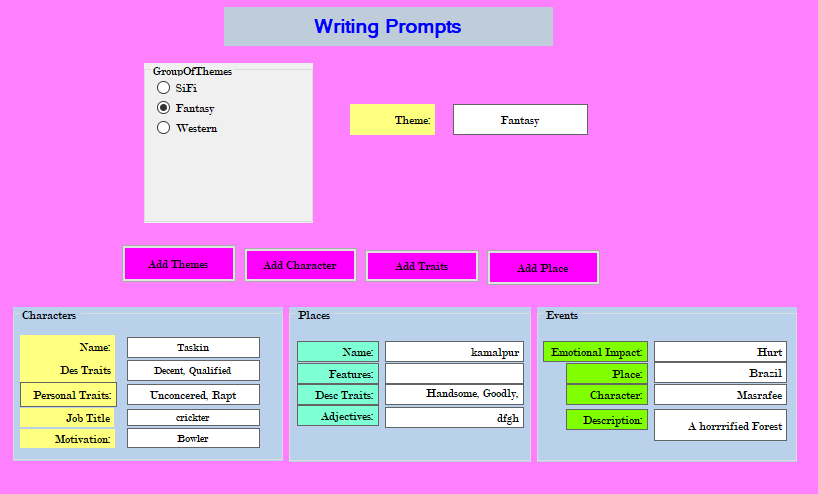 Writing Prompts
GroupOfThemes
SiFi
Fantasy
Western
Theme: Fantasy
Add Themes Add Character Add Traits Add Place
Characters
Name: Taskin
Des Traits Decent, Qualified
Personal Traits: Unconcered, Rapt
Job Title crickter
Motivation: Bowler
Places
Name: kamalpur
Features:
Desc Traits: Handsome, Goodly,
Adjectives: dfgh
Events
Emotional Impact: Hurt
Place: Brazil
Character: Masrafee
Description: A horrrified Forest